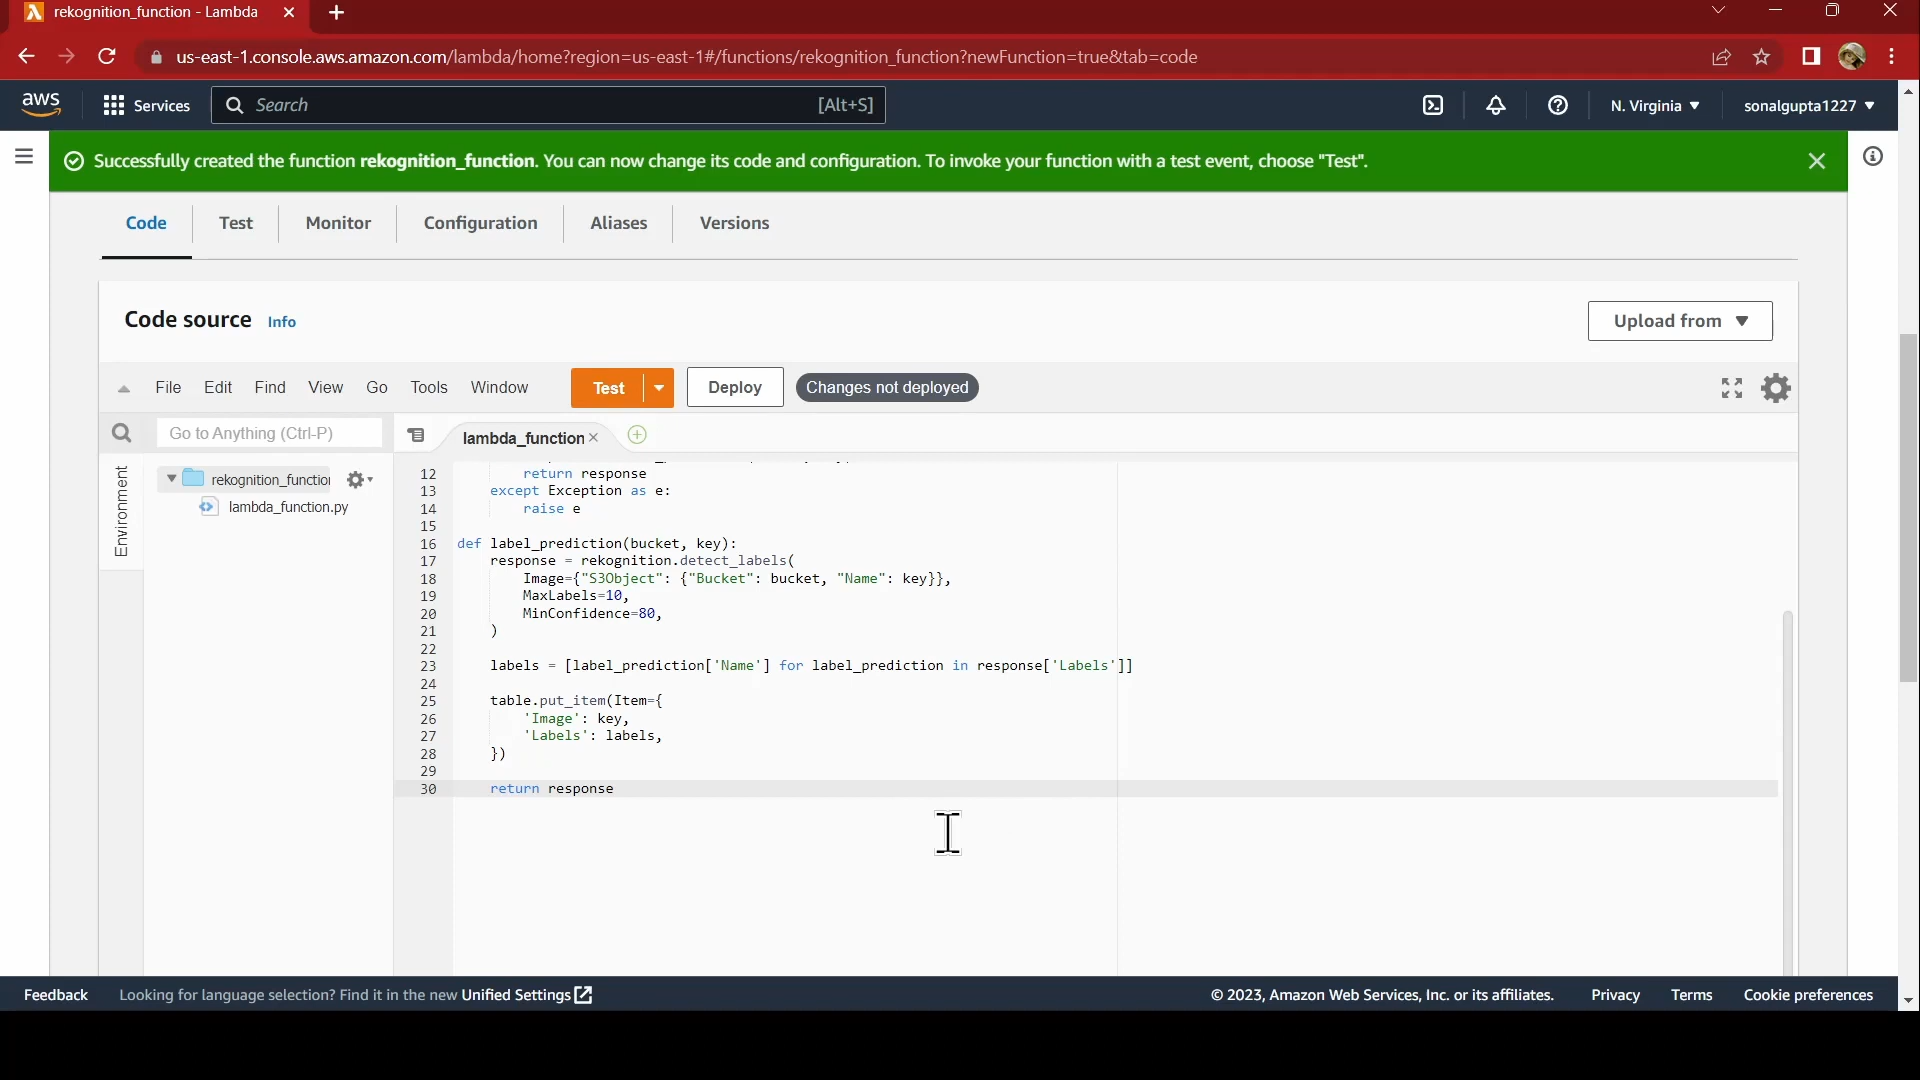 rekognition_function - Lambda
us-east-1.console.aws.amazon.com/lambda/home?region=us-east-1#/functions/rekognition_function?newFunction=true&tab=code
aws Services Search [Alt+S] N. Virginia sonalgupta1227
Successfully created the function rekognition_function. You can now change its code and configuration. To invoke your function with a test event, choose "Test".
Code Test Monitor Configuration Aliases Versions
Code source Info Upload from
File Edit Find View Go Tools Window Test Deploy Changes not deployed
Go to Anything (Ctrl-P) lambda_function
Environment
rekognition_function
lambda_function.py
12 return response
13 except Exception as e:
14 raise e
15
16 def label_prediction(bucket, key):
17 response = rekognition.detect_labels(
18 Image={"S3Object": {"Bucket": bucket, "Name": key}},
19 MaxLabels=10,
20 MinConfidence=80,
21 )
22
23 labels = [label_prediction['Name'] for label_prediction in response['Labels']]
24
25 table.put_item(Item={
26 'Image': key,
27 'Labels': labels,
28 })
29
30 return response
Feedback Looking for language selection? Find it in the new Unified Settings © 2023, Amazon Web Services, Inc. or its affiliates. Privacy Terms Cookie preferences